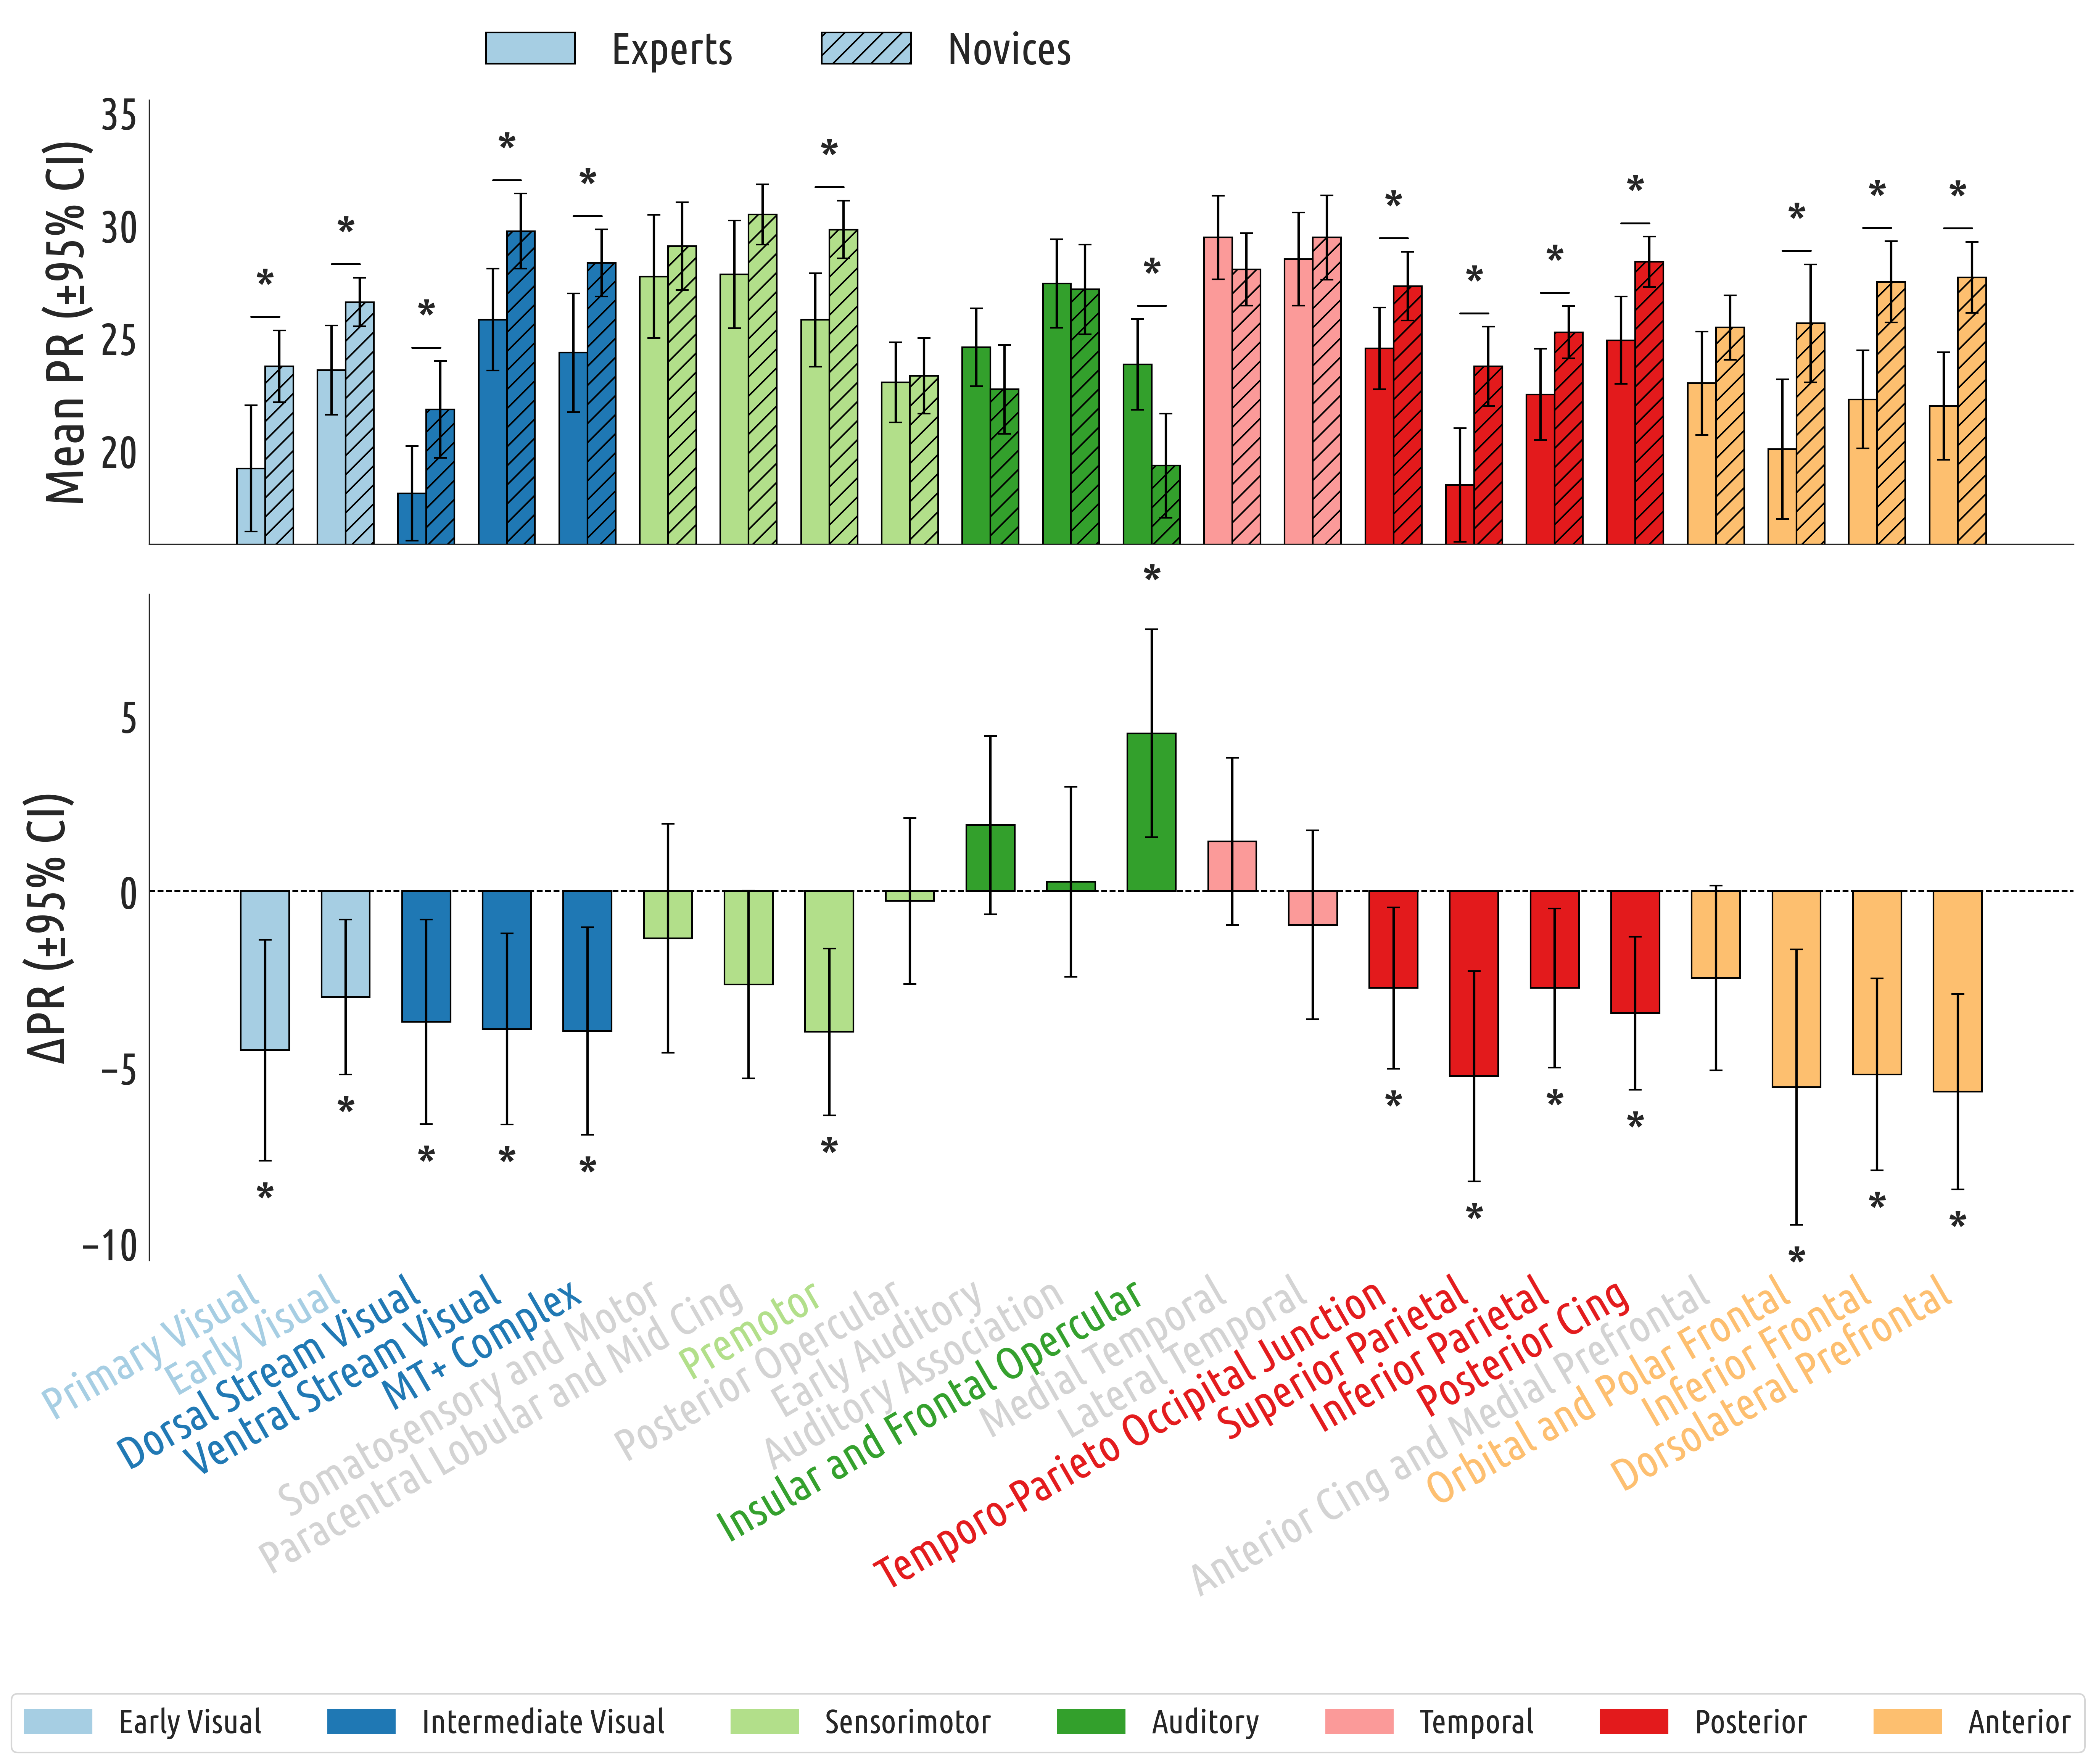 Experts
Novices
Mean PR (±95% CI)
35
30
25
20
* * * * * * * * * * * * * *
*
ΔPR (±95% CI)
5
0
−5
−10
* * * * * * * * * * * * *
Primary Visual
Early Visual
Dorsal Stream Visual
Ventral Stream Visual
MT+ Complex
Somatosensory and Motor
Paracentral Lobular and Mid Cing
Premotor
Posterior Opercular
Early Auditory
Auditory Association
Insular and Frontal Opercular
Medial Temporal
Lateral Temporal
Temporo-Parieto Occipital Junction
Superior Parietal
Inferior Parietal
Posterior Cing
Anterior Cing and Medial Prefrontal
Orbital and Polar Frontal
Inferior Frontal
Dorsolateral Prefrontal
Early Visual
Intermediate Visual
Sensorimotor
Auditory
Temporal
Posterior
Anterior